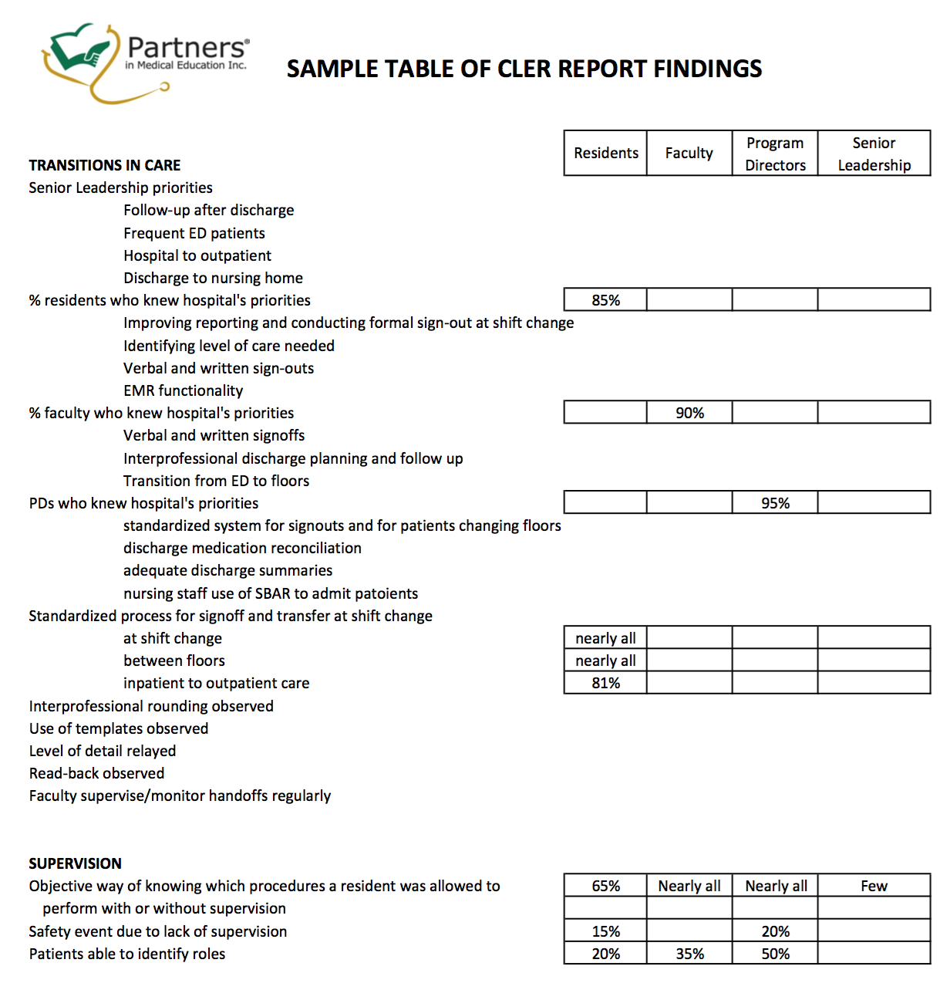 Partners®
in Medical Education Inc.
SAMPLE TABLE OF CLER REPORT FINDINGS
Residents Faculty Program Directors Senior Leadership
TRANSITIONS IN CARE
Senior Leadership priorities
Follow-up after discharge
Frequent ED patients
Hospital to outpatient
Discharge to nursing home
% residents who knew hospital's priorities 85%
Improving reporting and conducting formal sign-out at shift change
Identifying level of care needed
Verbal and written sign-outs
EMR functionality
% faculty who knew hospital's priorities 90%
Verbal and written signoffs
Interprofessional discharge planning and follow up
Transition from ED to floors
PDs who knew hospital's priorities 95%
standardized system for signouts and for patients changing floors
discharge medication reconciliation
adequate discharge summaries
nursing staff use of SBAR to admit patoients
Standardized process for signoff and transfer at shift change
at shift change nearly all
between floors nearly all
inpatient to outpatient care 81%
Interprofessional rounding observed
Use of templates observed
Level of detail relayed
Read-back observed
Faculty supervise/monitor handoffs regularly
SUPERVISION
Objective way of knowing which procedures a resident was allowed to 65% Nearly all Nearly all Few
perform with or without supervision
Safety event due to lack of supervision 15% 20%
Patients able to identify roles 20% 35% 50%